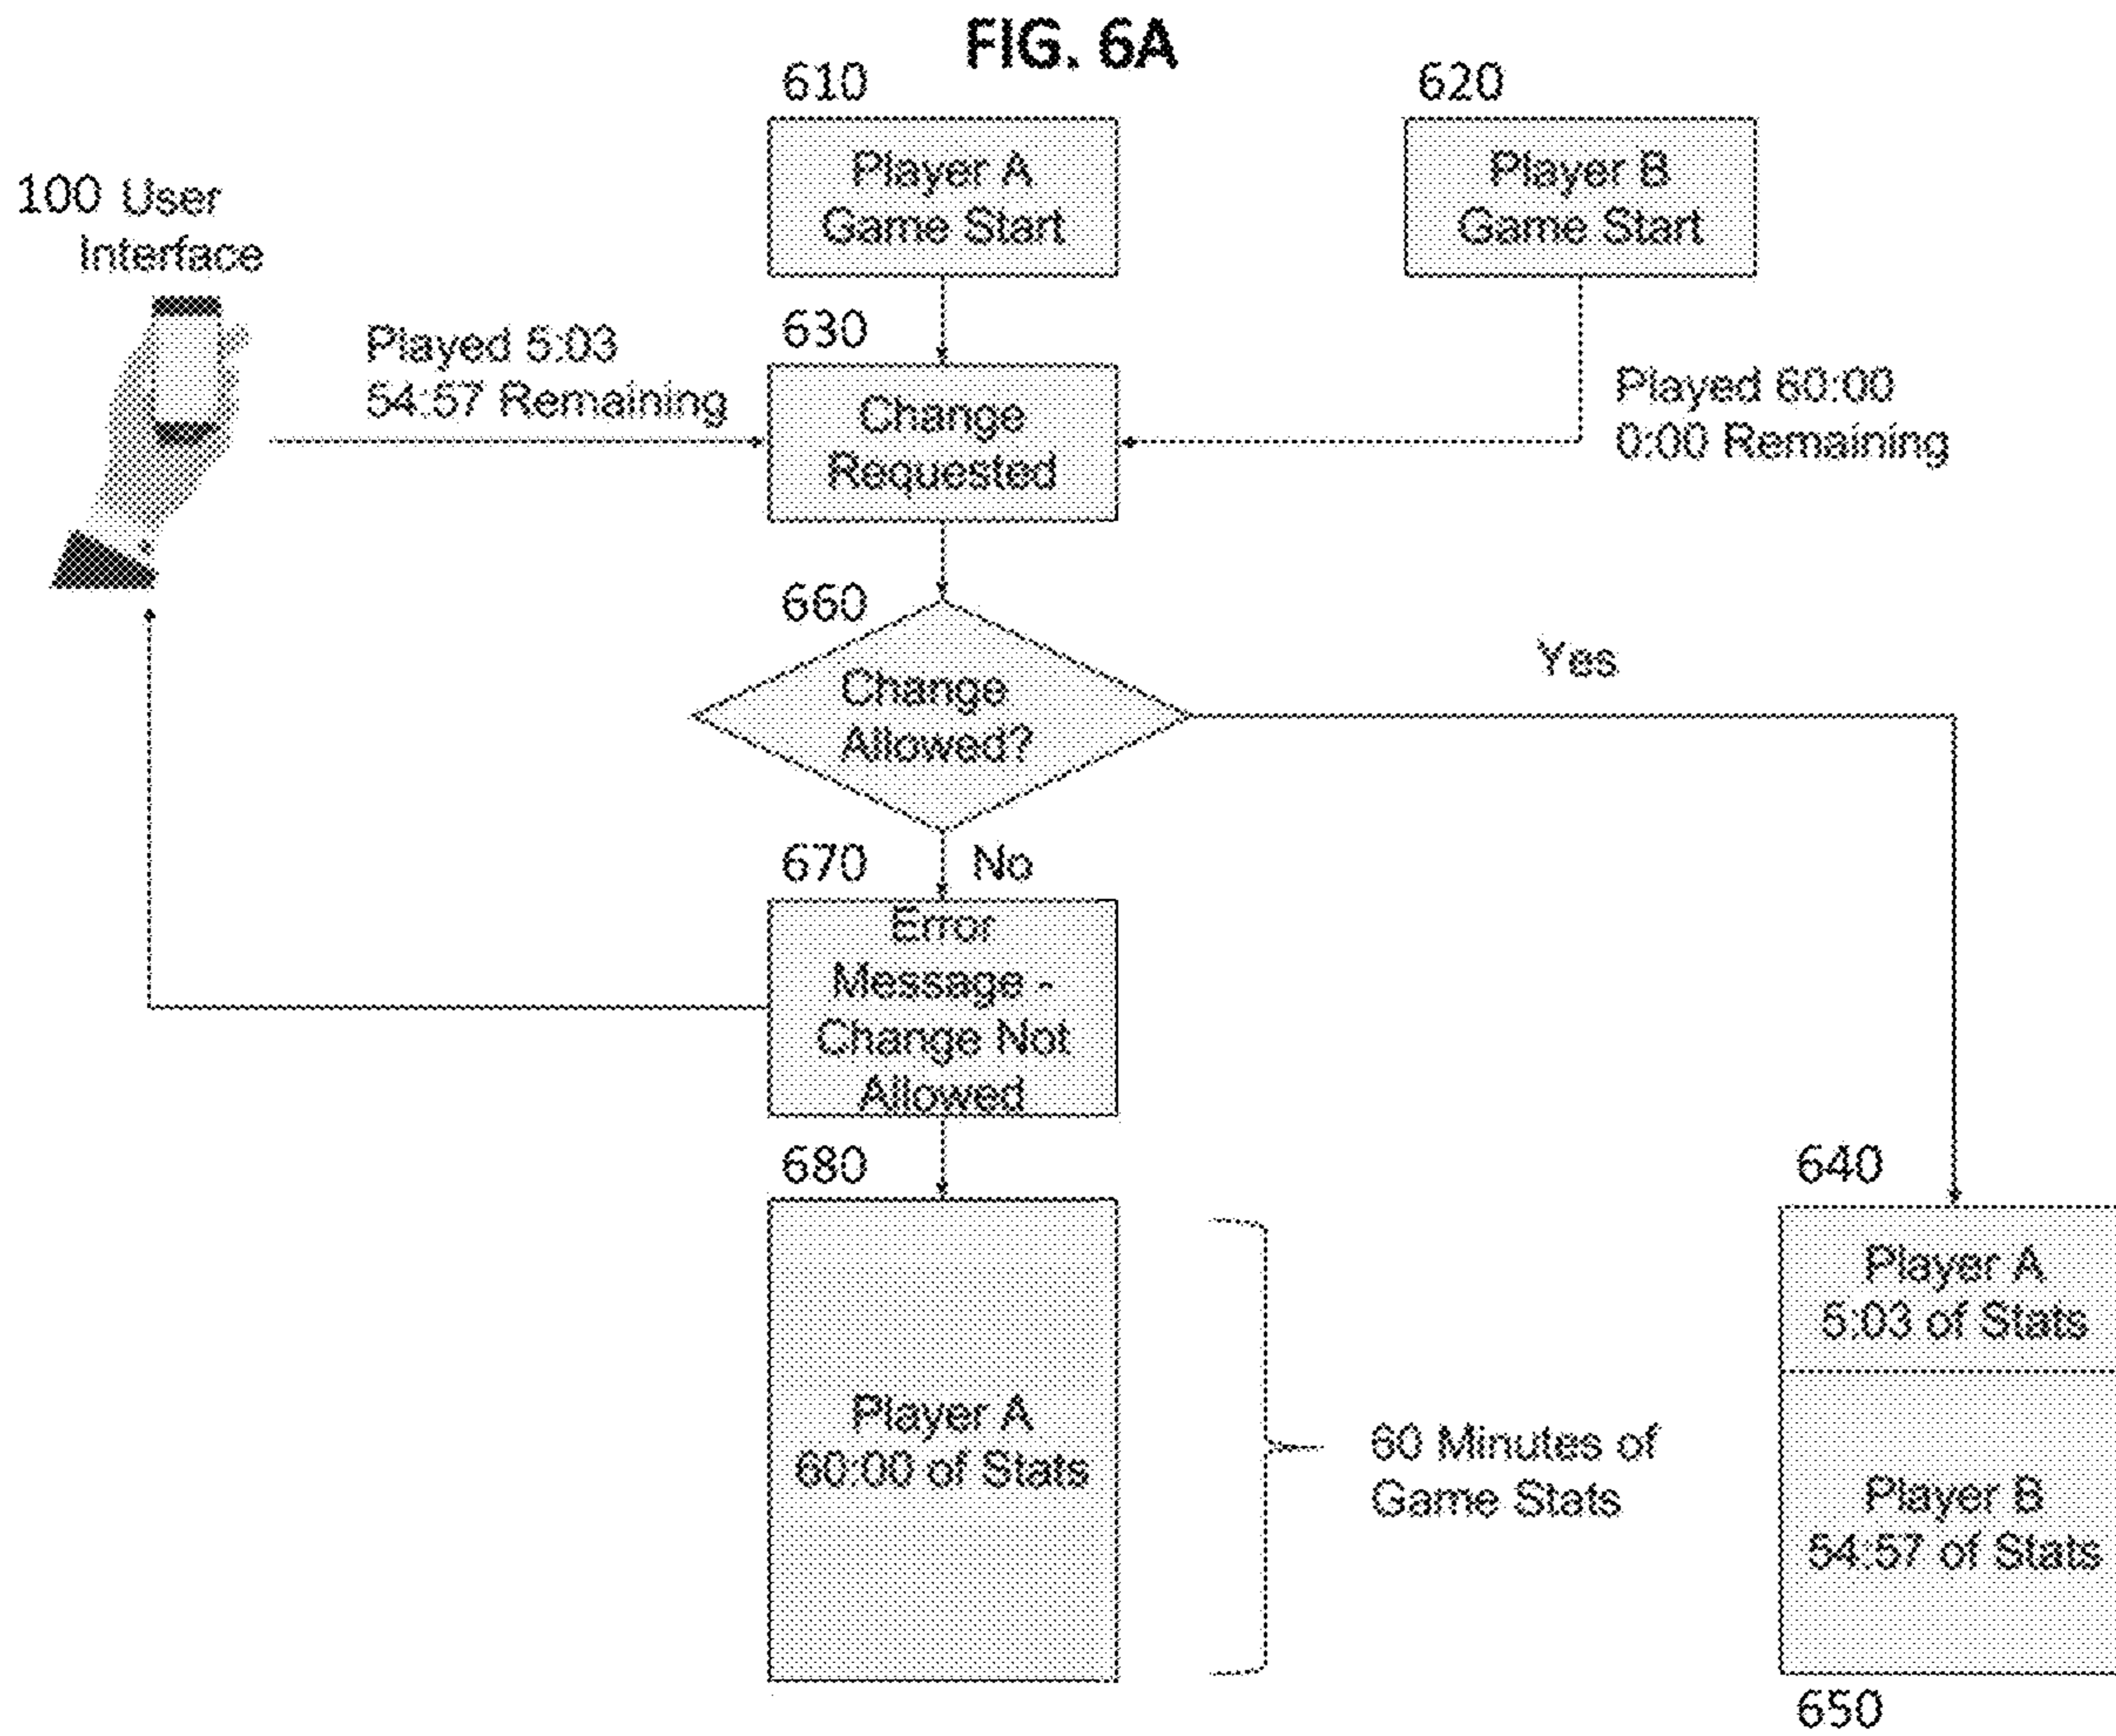 FIG. 6A
610
Player A
Game Start
620
Player B
Game Start
100 User
Interface
Played 5:03
54:57 Remaining
630
Change
Requested
Played 60:00
0:00 Remaining
660
Change
Allowed?
Yes
No
670
Error
Message -
Change Not
Allowed
680
Player A
60:00 of Stats
60 Minutes of
Game Stats
640
Player A
5:03 of Stats
Player B
54:57 of Stats
650